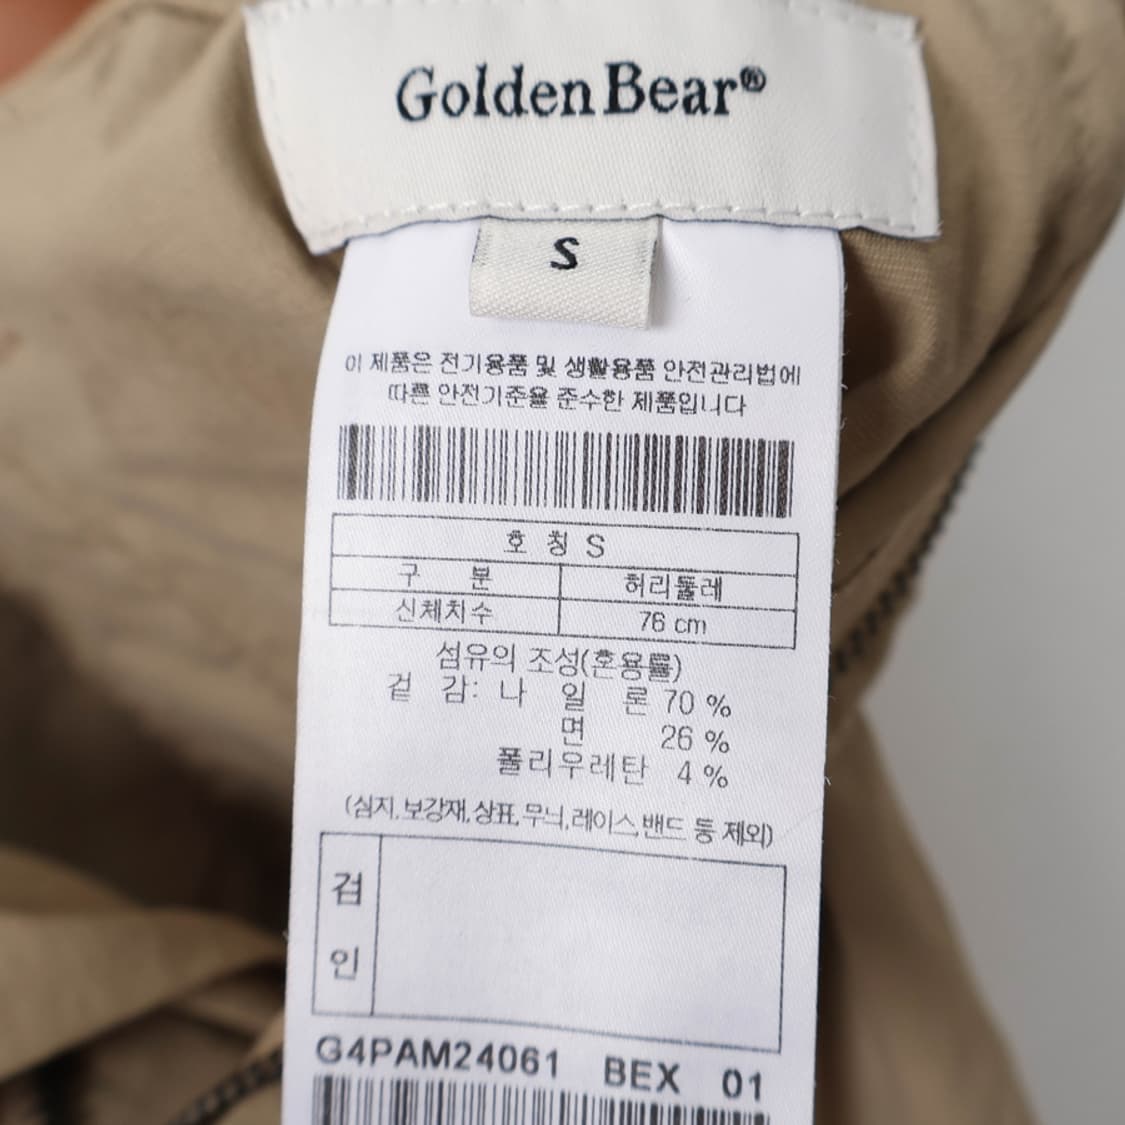 Golden Bear®
S
이 제품은 전기용품 및 생활용품 안전관리법에
따른 안전기준을 준수한 제품입니다
호 칭 S
구 분 허리둘레
신체치수 76 cm
섬유의 조성(혼용률)
겉 감: 나 일 론 70 %
면 26 %
폴리우레탄 4 %
(심지,보강재,상표,무늬,레이스,밴드 등 제외)
검
인
G4PAM24061 BEX 01